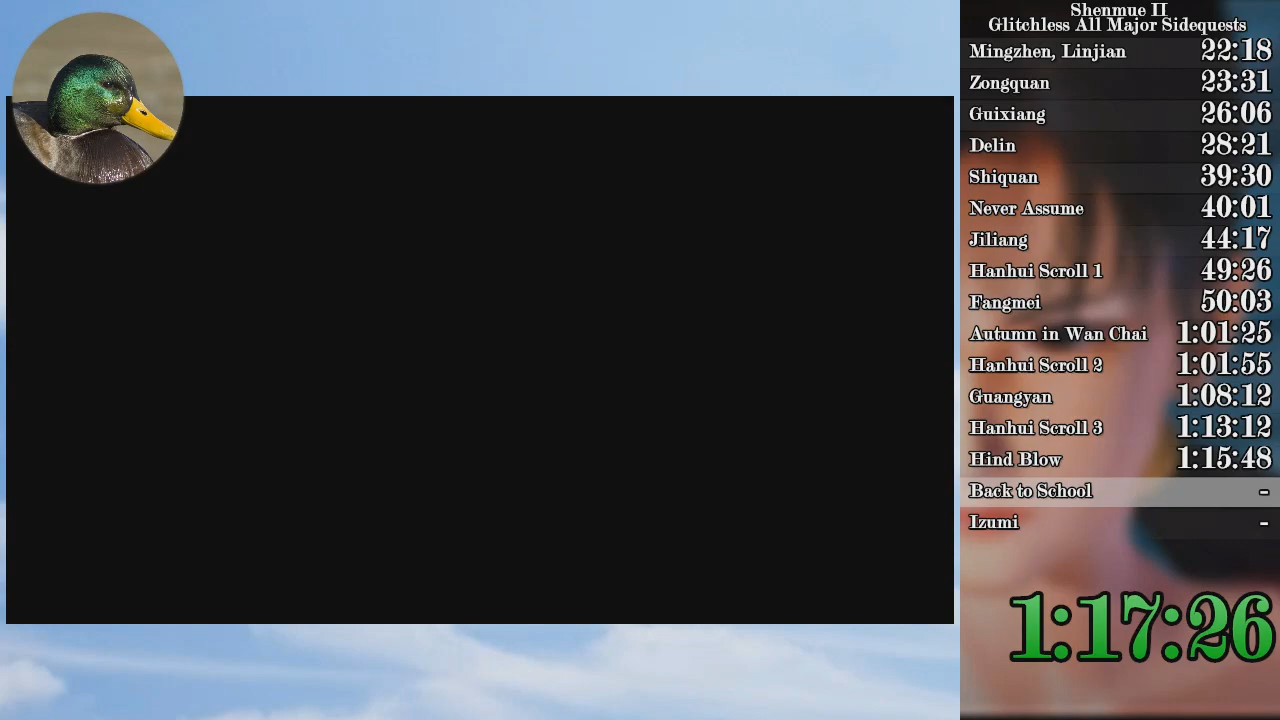 Shenmue II
Glitchless All Major Sidequests
Mingzhen, Linjian 22:18
Zongquan 23:31
Guixiang 26:06
Delin 28:21
Shiquan 39:30
Never Assume 40:01
Jiliang 44:17
Hanhui Scroll 1 49:26
Fangmei 50:03
Autumn in Wan Chai 1:01:25
Hanhui Scroll 2 1:01:55
Guangyan 1:08:12
Hanhui Scroll 3 1:13:12
Hind Blow 1:15:48
Back to School -
Izumi -
1:17:26